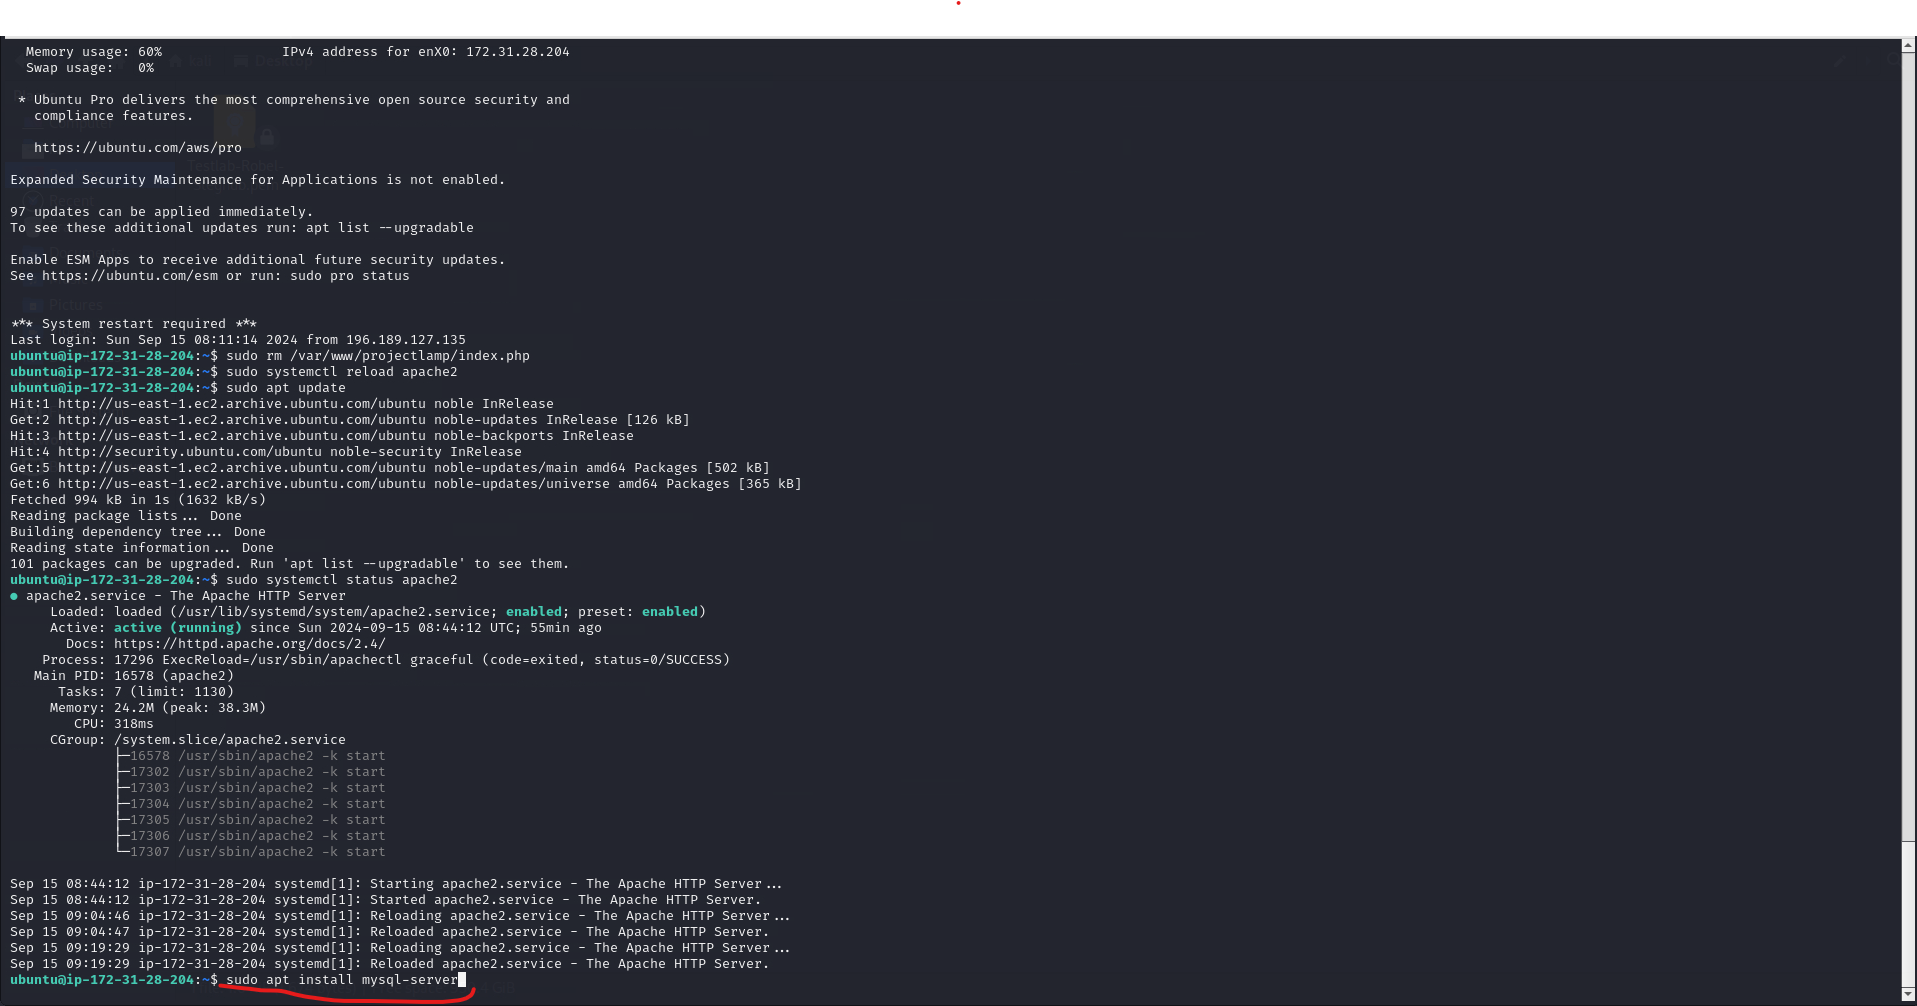 Memory usage: 60%               IPv4 address for enX0: 172.31.28.204
Swap usage:   0%
* Ubuntu Pro delivers the most comprehensive open source security and
compliance features.
https://ubuntu.com/aws/pro
Expanded Security Maintenance for Applications is not enabled.
97 updates can be applied immediately.
To see these additional updates run: apt list --upgradable
Enable ESM Apps to receive additional future security updates.
See https://ubuntu.com/esm or run: sudo pro status
*** System restart required ***
Last login: Sun Sep 15 08:11:14 2024 from 196.189.127.135
ubuntu@ip-172-31-28-204:~$ sudo rm /var/www/projectlamp/index.php
ubuntu@ip-172-31-28-204:~$ sudo systemctl reload apache2
ubuntu@ip-172-31-28-204:~$ sudo apt update
Hit:1 http://us-east-1.ec2.archive.ubuntu.com/ubuntu noble InRelease
Get:2 http://us-east-1.ec2.archive.ubuntu.com/ubuntu noble-updates InRelease [126 kB]
Hit:3 http://us-east-1.ec2.archive.ubuntu.com/ubuntu noble-backports InRelease
Hit:4 http://security.ubuntu.com/ubuntu noble-security InRelease
Get:5 http://us-east-1.ec2.archive.ubuntu.com/ubuntu noble-updates/main amd64 Packages [502 kB]
Get:6 http://us-east-1.ec2.archive.ubuntu.com/ubuntu noble-updates/universe amd64 Packages [365 kB]
Fetched 994 kB in 1s (1632 kB/s)
Reading package lists... Done
Building dependency tree... Done
Reading state information... Done
101 packages can be upgraded. Run 'apt list --upgradable' to see them.
ubuntu@ip-172-31-28-204:~$ sudo systemctl status apache2
● apache2.service - The Apache HTTP Server
Loaded: loaded (/usr/lib/systemd/system/apache2.service; enabled; preset: enabled)
Active: active (running) since Sun 2024-09-15 08:44:12 UTC; 55min ago
Docs: https://httpd.apache.org/docs/2.4/
Process: 17296 ExecReload=/usr/sbin/apachectl graceful (code=exited, status=0/SUCCESS)
Main PID: 16578 (apache2)
Tasks: 7 (limit: 1130)
Memory: 24.2M (peak: 38.3M)
CPU: 318ms
CGroup: /system.slice/apache2.service
├─16578 /usr/sbin/apache2 -k start
├─17302 /usr/sbin/apache2 -k start
├─17303 /usr/sbin/apache2 -k start
├─17304 /usr/sbin/apache2 -k start
├─17305 /usr/sbin/apache2 -k start
├─17306 /usr/sbin/apache2 -k start
└─17307 /usr/sbin/apache2 -k start
Sep 15 08:44:12 ip-172-31-28-204 systemd[1]: Starting apache2.service - The Apache HTTP Server...
Sep 15 08:44:12 ip-172-31-28-204 systemd[1]: Started apache2.service - The Apache HTTP Server.
Sep 15 09:04:46 ip-172-31-28-204 systemd[1]: Reloading apache2.service - The Apache HTTP Server...
Sep 15 09:04:47 ip-172-31-28-204 systemd[1]: Reloaded apache2.service - The Apache HTTP Server.
Sep 15 09:19:29 ip-172-31-28-204 systemd[1]: Reloading apache2.service - The Apache HTTP Server...
Sep 15 09:19:29 ip-172-31-28-204 systemd[1]: Reloaded apache2.service - The Apache HTTP Server.
ubuntu@ip-172-31-28-204:~$ sudo apt install mysql-server